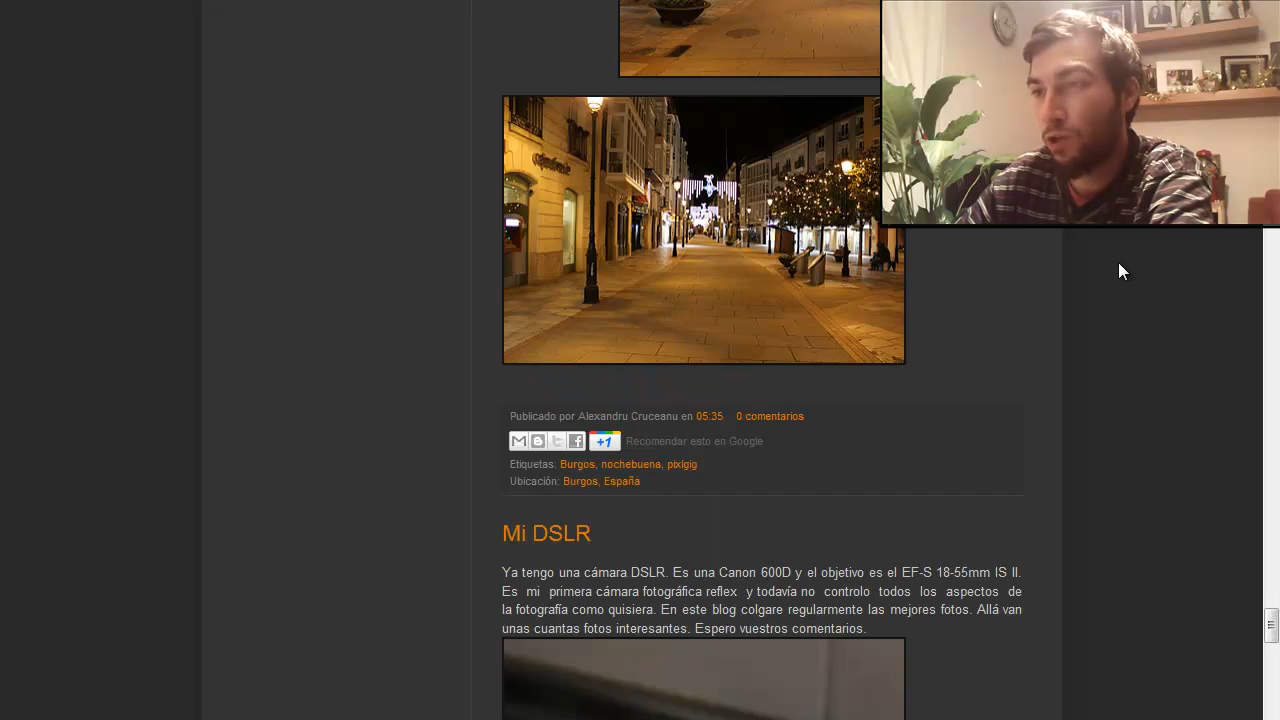 Publicado por Alexandru Cruceanu en 05:35 0 comentarios
+1 Recomendar esto en Google
Etiquetas: Burgos, nochebuena, pixlgig
Ubicación: Burgos, España
Mi DSLR
Ya tengo una cámara DSLR. Es una Canon 600D y el objetivo es el EF-S 18-55mm IS II.
Es mi primera cámara fotográfica reflex y todavía no controlo todos los aspectos de
la fotografía como quisiera. En este blog colgare regularmente las mejores fotos. Allá van
unas cuantas fotos interesantes. Espero vuestros comentarios.